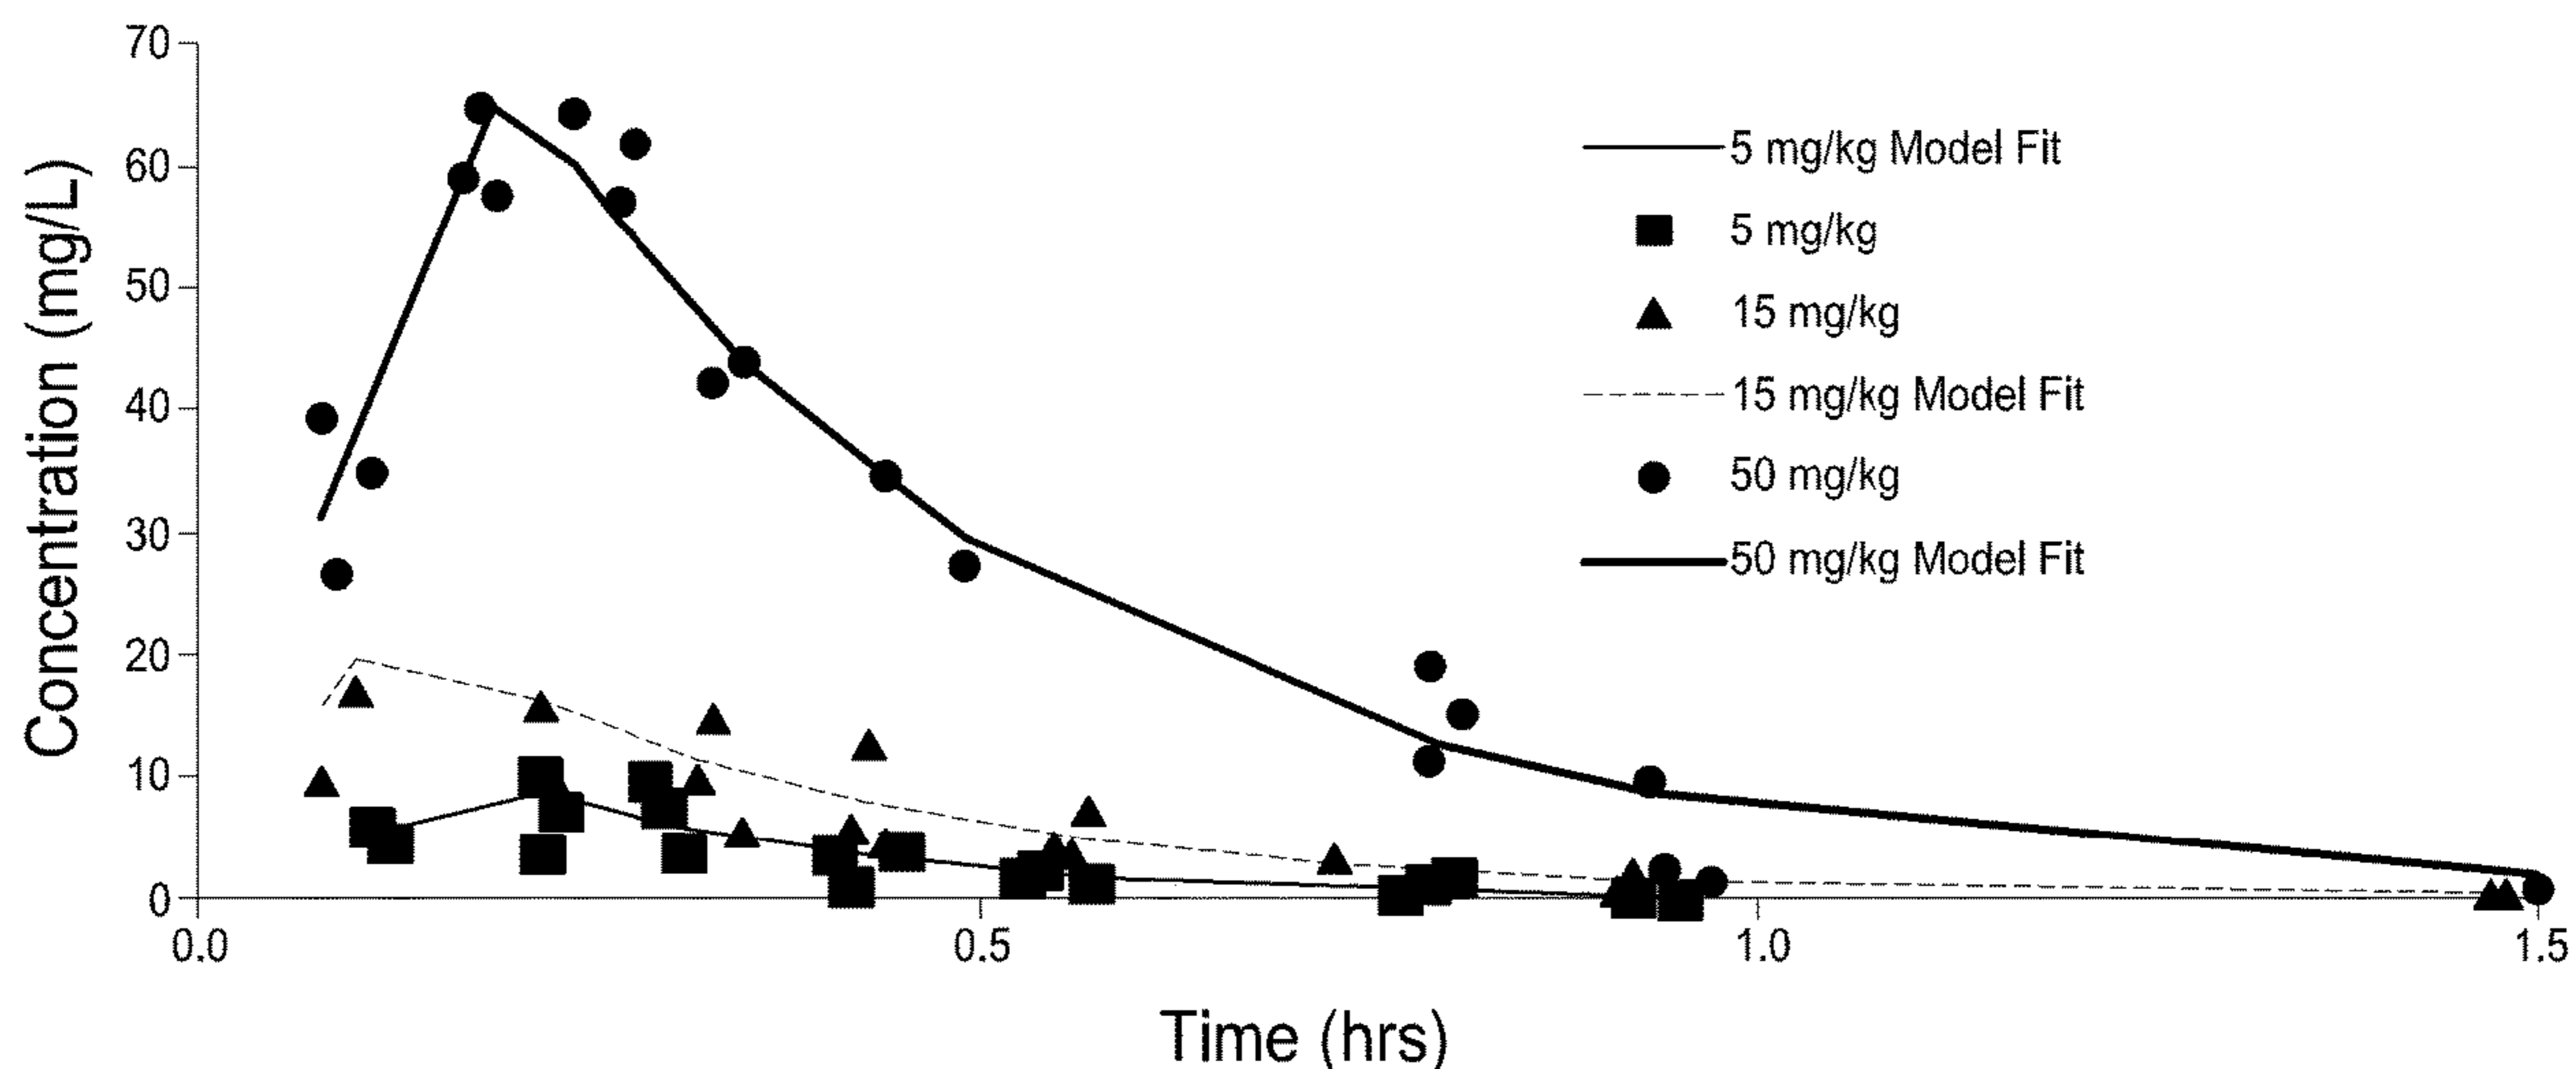 70
60
50
40
30
20
10
0
Concentration (mg/L)
5 mg/kg Model Fit
5 mg/kg
15 mg/kg
15 mg/kg Model Fit
50 mg/kg
50 mg/kg Model Fit
0.0 0.5 1.0 1.5
Time (hrs)